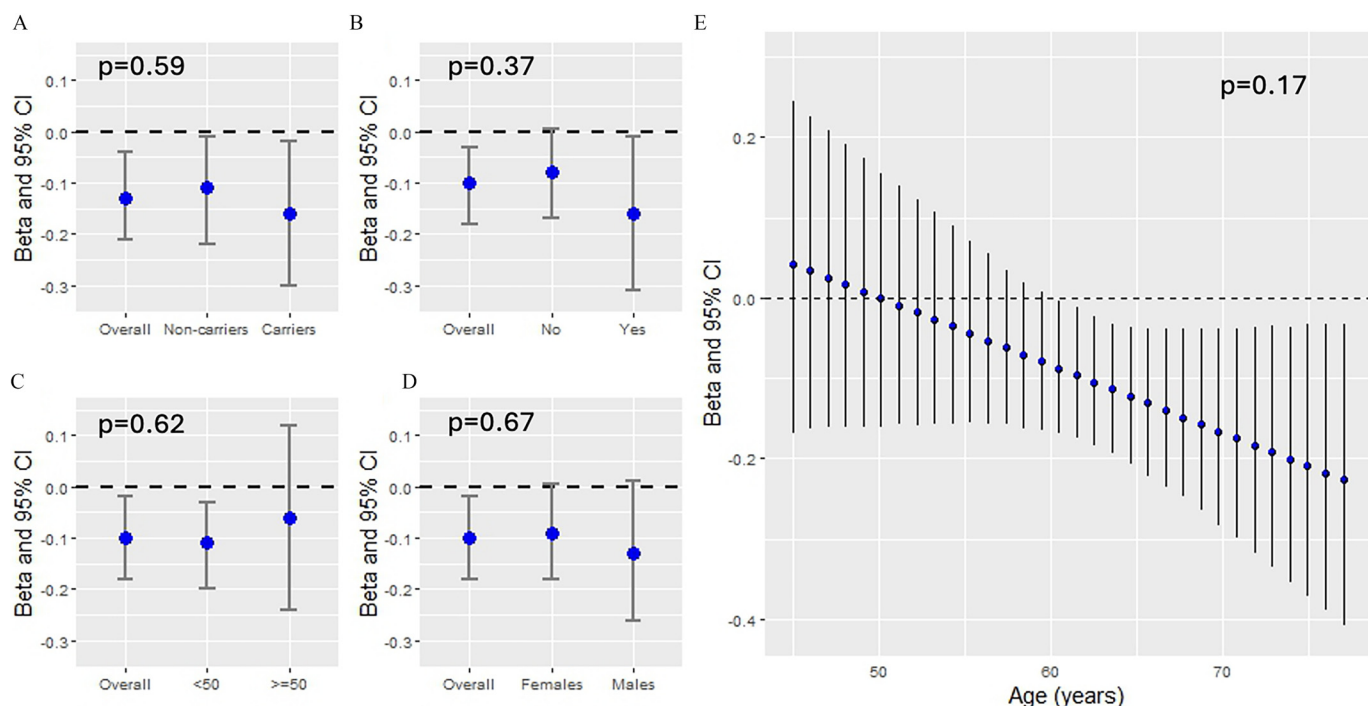 A
p=0.59
Beta and 95% CI
0.1
0.0
-0.1
-0.2
-0.3
Overall Non-carriers Carriers
B
p=0.37
Beta and 95% CI
0.1
0.0
-0.1
-0.2
-0.3
Overall No Yes
C
p=0.62
Beta and 95% CI
0.1
0.0
-0.1
-0.2
-0.3
Overall <50 >=50
D
p=0.67
Beta and 95% CI
0.1
0.0
-0.1
-0.2
-0.3
Overall Females Males
E
p=0.17
Beta and 95% CI
0.2
0.0
-0.2
-0.4
50 60 70
Age (years)